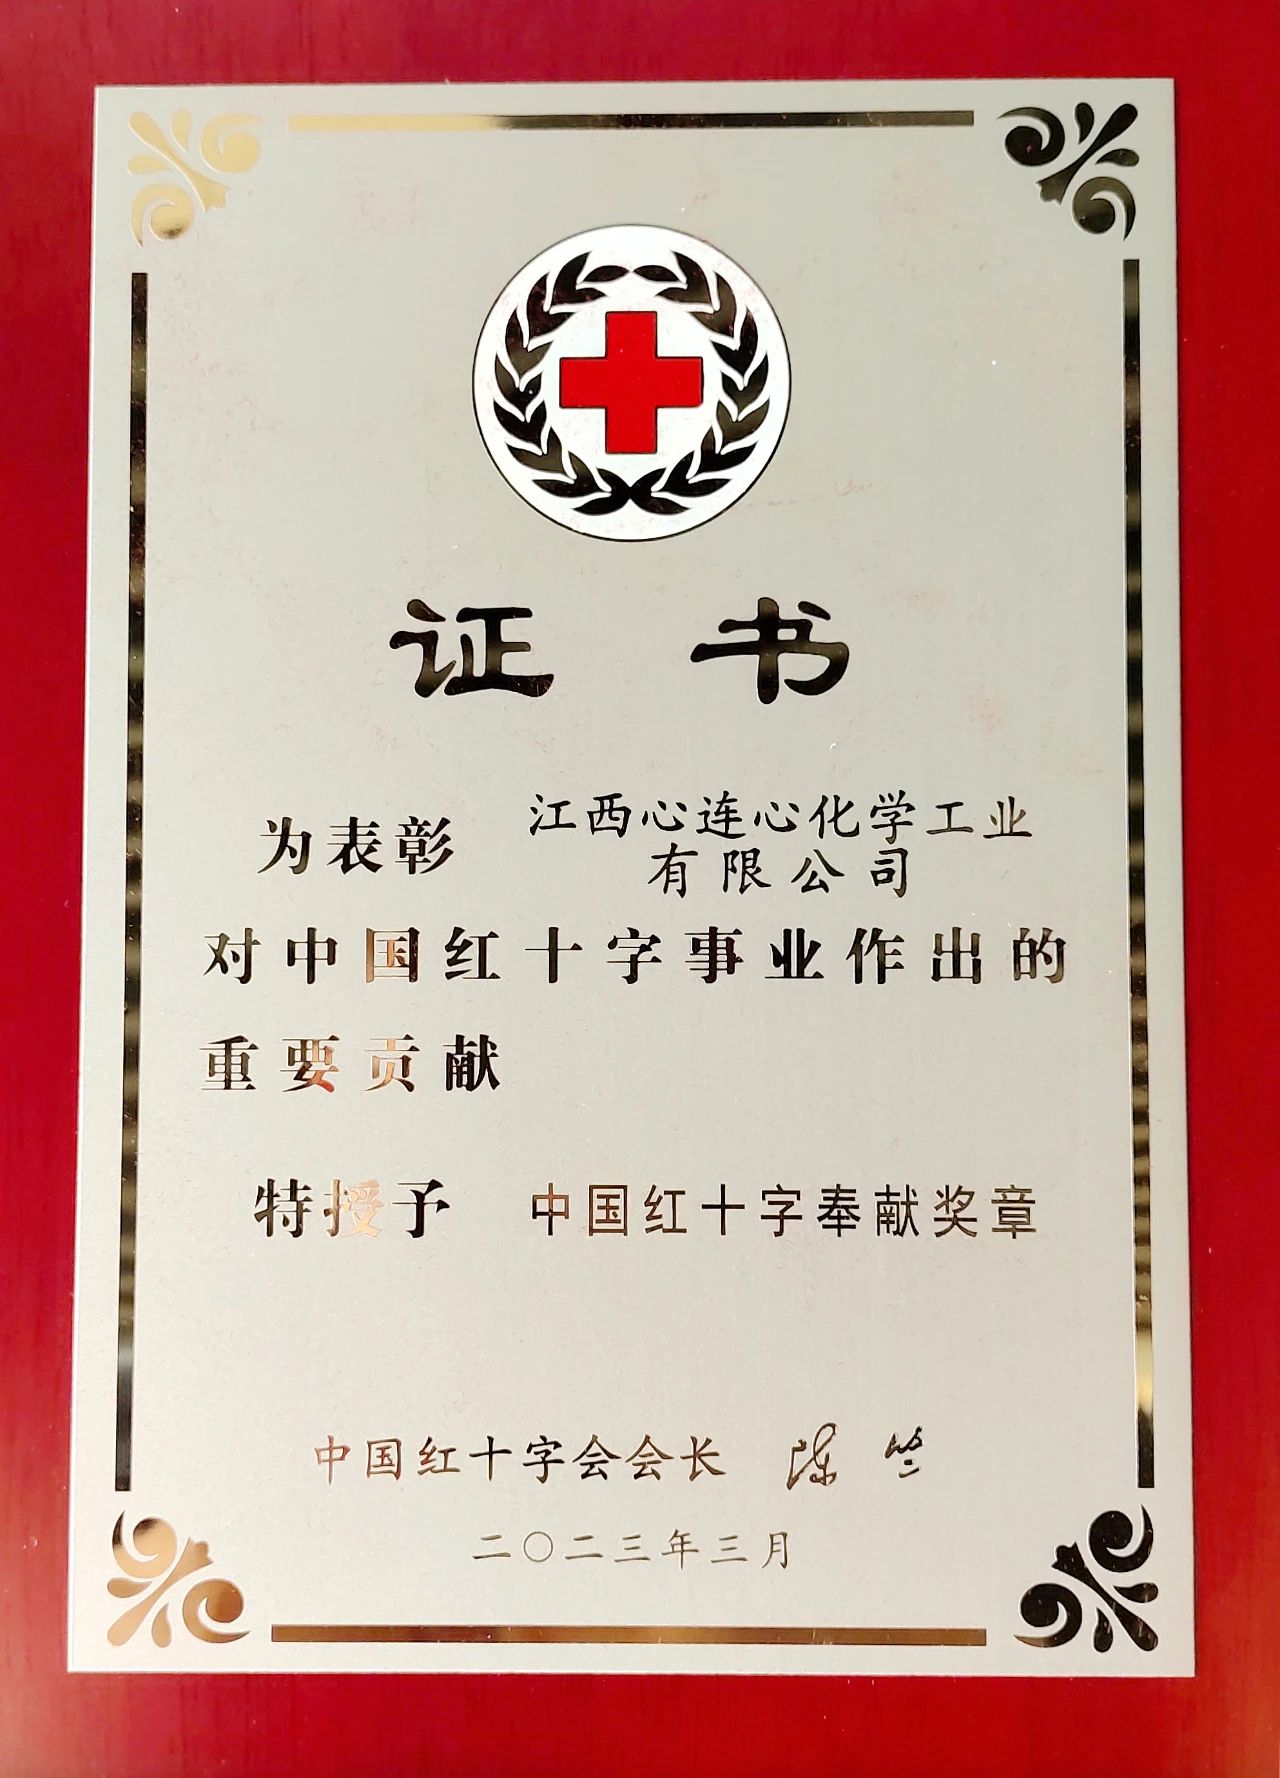 证书
为表彰 江西心连心化学工业
有限公司
对中国红十字事业作出的
重要贡献
特授予 中国红十字奉献奖章
中国红十字会会长 陈竺
二〇二三年三月